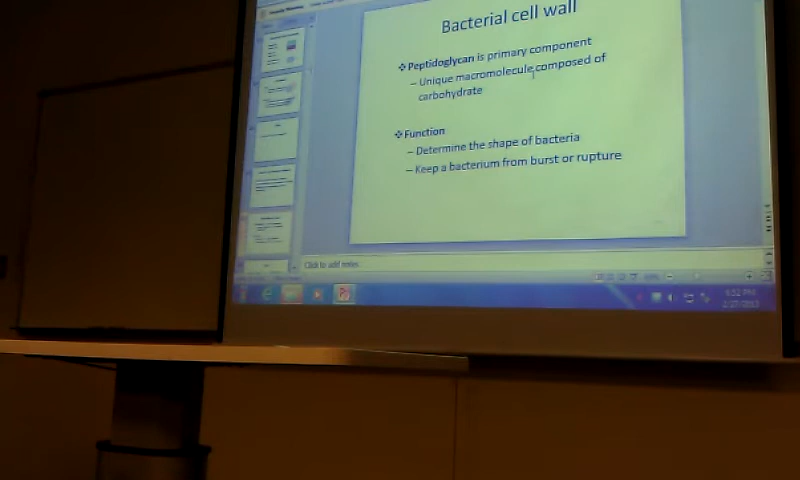 Bacterial cell wall
❖ Peptidoglycan is primary component
– Unique macromolecule composed of
carbohydrate
❖ Function
– Determine the shape of bacteria
– Keep a bacterium from burst or rupture
Click to add notes